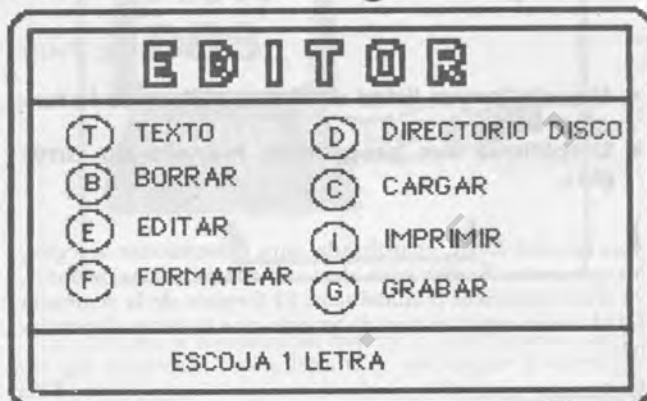 EDITOR
T TEXTO
B BORRAR
E EDITAR
F FORMATEAR
D DIRECTORIO DISCO
C CARGAR
I IMPRIMIR
G GRABAR
ESCOJA 1 LETRA